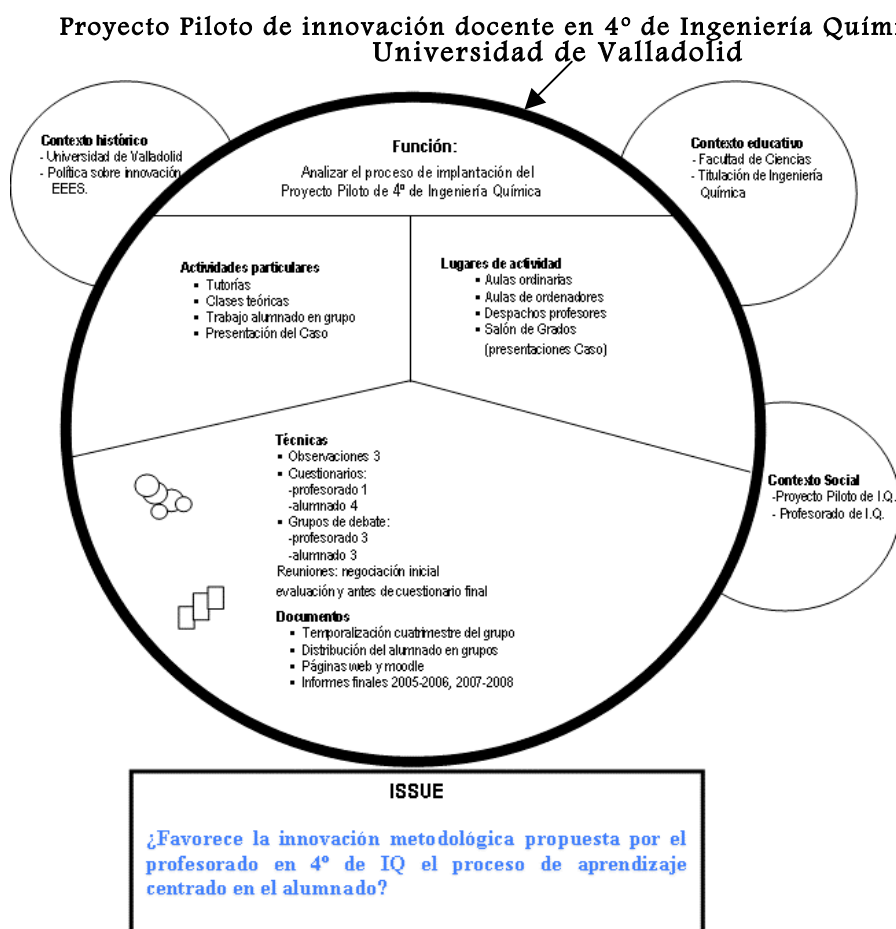 Proyecto Piloto de innovación docente en 4º de Ingeniería Quími
Universidad de Valladolid
Contexto histórico
- Universidad de Valladolid
- Política sobre innovación
EEES.
Función:
Analizar el proceso de implantación del
Proyecto Piloto de 4º de Ingeniería Química
Contexto educativo
- Facultad de Ciencias
- Titulación de Ingeniería
Química
Actividades particulares
▪ Tutorías
▪ Clases teóricas
▪ Trabajo alumnado en grupo
▪ Presentación del Caso
Lugares de actividad
▪ Aulas ordinarias
▪ Aulas de ordenadores
▪ Despachos profesores
▪ Salón de Grados
(presentaciones Caso)
Técnicas
▪ Observaciones 3
▪ Cuestionarios:
-profesorado 1
-alumnado 4
▪ Grupos de debate:
-profesorado 3
-alumnado 3
Reuniones: negociación inicial
evaluación y antes de cuestionario final
Documentos
▪ Temporalización cuatrimestre del grupo
▪ Distribución del alumnado en grupos
▪ Páginas web y moodle
▪ Informes finales 2005-2006, 2007-2008
Contexto Social
-Proyecto Piloto de I.Q.
- Profesorado de I.Q.
ISSUE
¿Favorece la innovación metodológica propuesta por el
profesorado en 4º de IQ el proceso de aprendizaje
centrado en el alumnado?